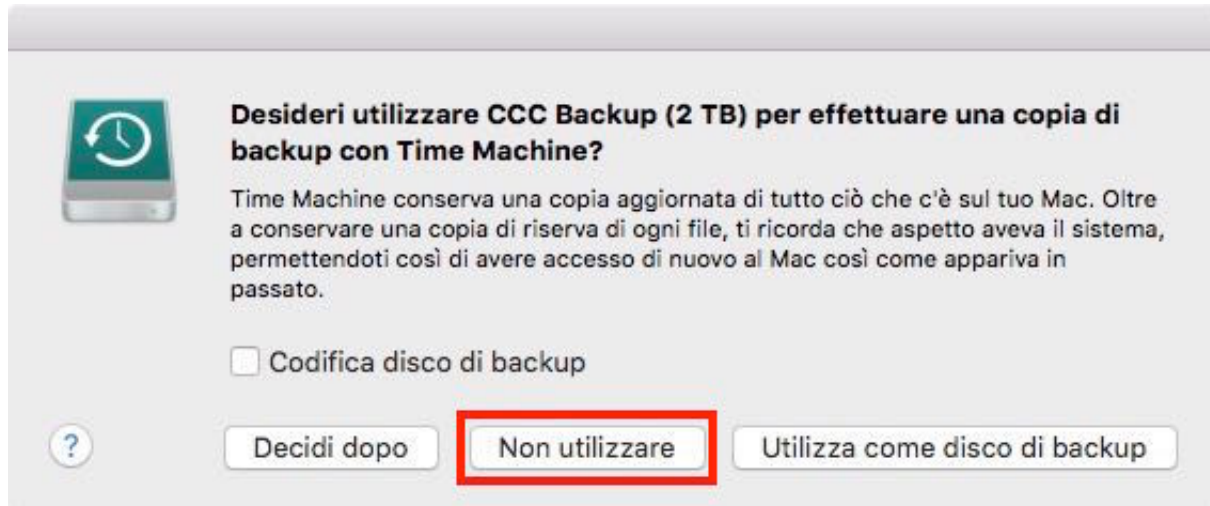 Desideri utilizzare CCC Backup (2 TB) per effettuare una copia di
backup con Time Machine?
Time Machine conserva una copia aggiornata di tutto ciò che c'è sul tuo Mac. Oltre
a conservare una copia di riserva di ogni file, ti ricorda che aspetto aveva il sistema,
permettendoti così di avere accesso di nuovo al Mac così come appariva in
passato.
Codifica disco di backup
? Decidi dopo Non utilizzare Utilizza come disco di backup